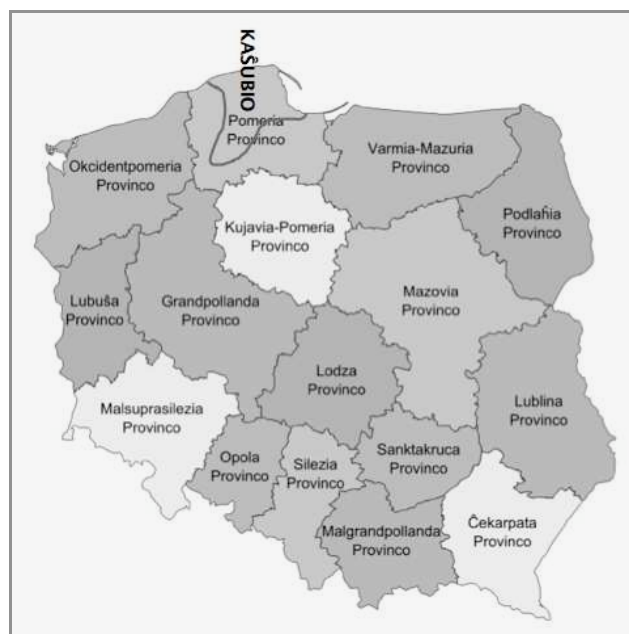 KAŜUBIO
Pomeria
Provinco
Okcidentpomeria
Provinco
Varmia-Mazuria
Provinco
Podlaĥia
Provinco
Kujavia-Pomeria
Provinco
Mazovia
Provinco
Lubuŝa
Provinco
Grandpollanda
Provinco
Lodza
Provinco
Lublina
Provinco
Malsuprasilezia
Provinco
Opola
Provinco
Silezia
Provinco
Sanktakruca
Provinco
Malgrandpollanda
Provinco
Ĉekarpata
Provinco